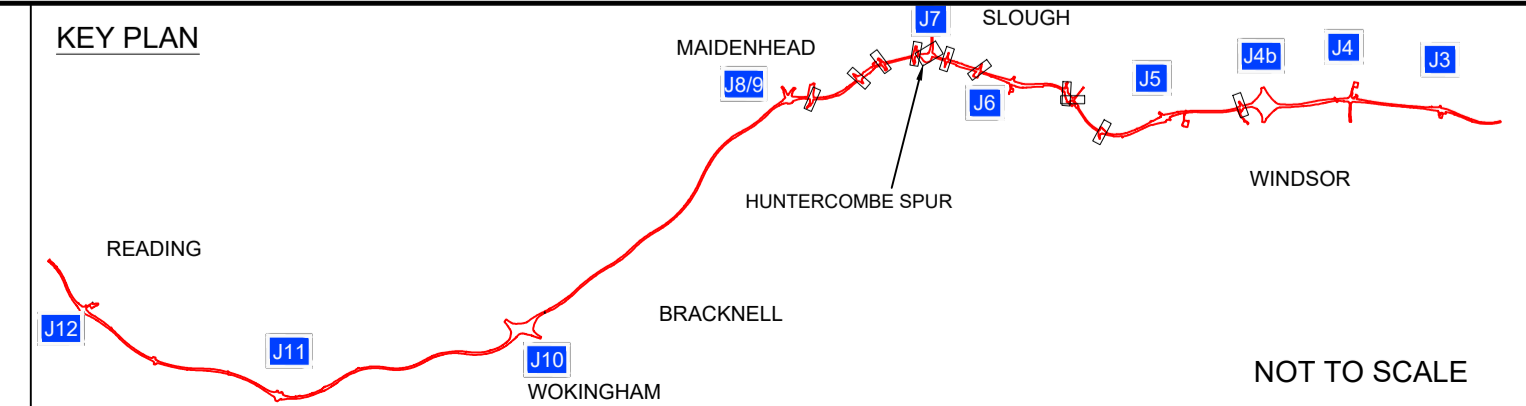 KEY PLAN
J7
SLOUGH
MAIDENHEAD
J8/9
J6
J5
J4b
J4
J3
WINDSOR
HUNTERCOMBE SPUR
READING
BRACKNELL
J12
J11
J10
WOKINGHAM
NOT TO SCALE